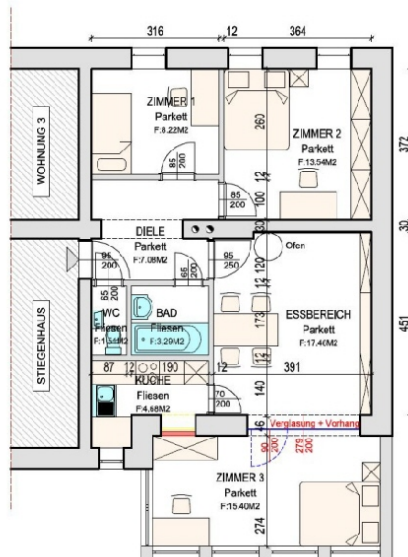 316 12 364
ZIMMER 1
Parkett
F:8.22M2
85
200
260
ZIMMER 2
Parkett
F:13.54M2
372
WOHNUNG 3
12
100
85
200
30
30
DIELE
Parkett
F:7.08M2
95
200
65
200
95
250
Ofen
120
STIEGENHAUS
65
200
WC
Fliesen
BAD
Fliesen
F:3.29M2
173
ESSBEREICH
Parkett
F:17.40M2
451
12
87 12 190 12 391
KÜCHE
Fliesen
F:4.68M2
70
200
140
46
Verglasung + Vorhang
90
200
279
200
ZIMMER 3
Parkett
F:15.40M2
274